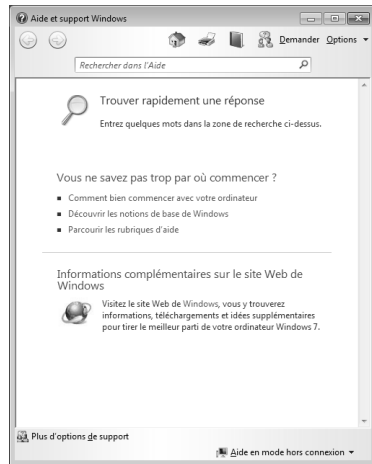 Aide et support Windows
Demander Options
Rechercher dans l'Aide
Trouver rapidement une réponse
Entrez quelques mots dans la zone de recherche ci-dessus.
Vous ne savez pas trop par où commencer ?
Comment bien commencer avec votre ordinateur
Découvrir les notions de base de Windows
Parcourir les rubriques d'aide
Informations complémentaires sur le site Web de
Windows
Visitez le site Web de Windows, vous y trouverez
informations, téléchargements et idées supplémentaires
pour tirer le meilleur parti de votre ordinateur Windows 7.
Plus d'options de support
Aide en mode hors connexion